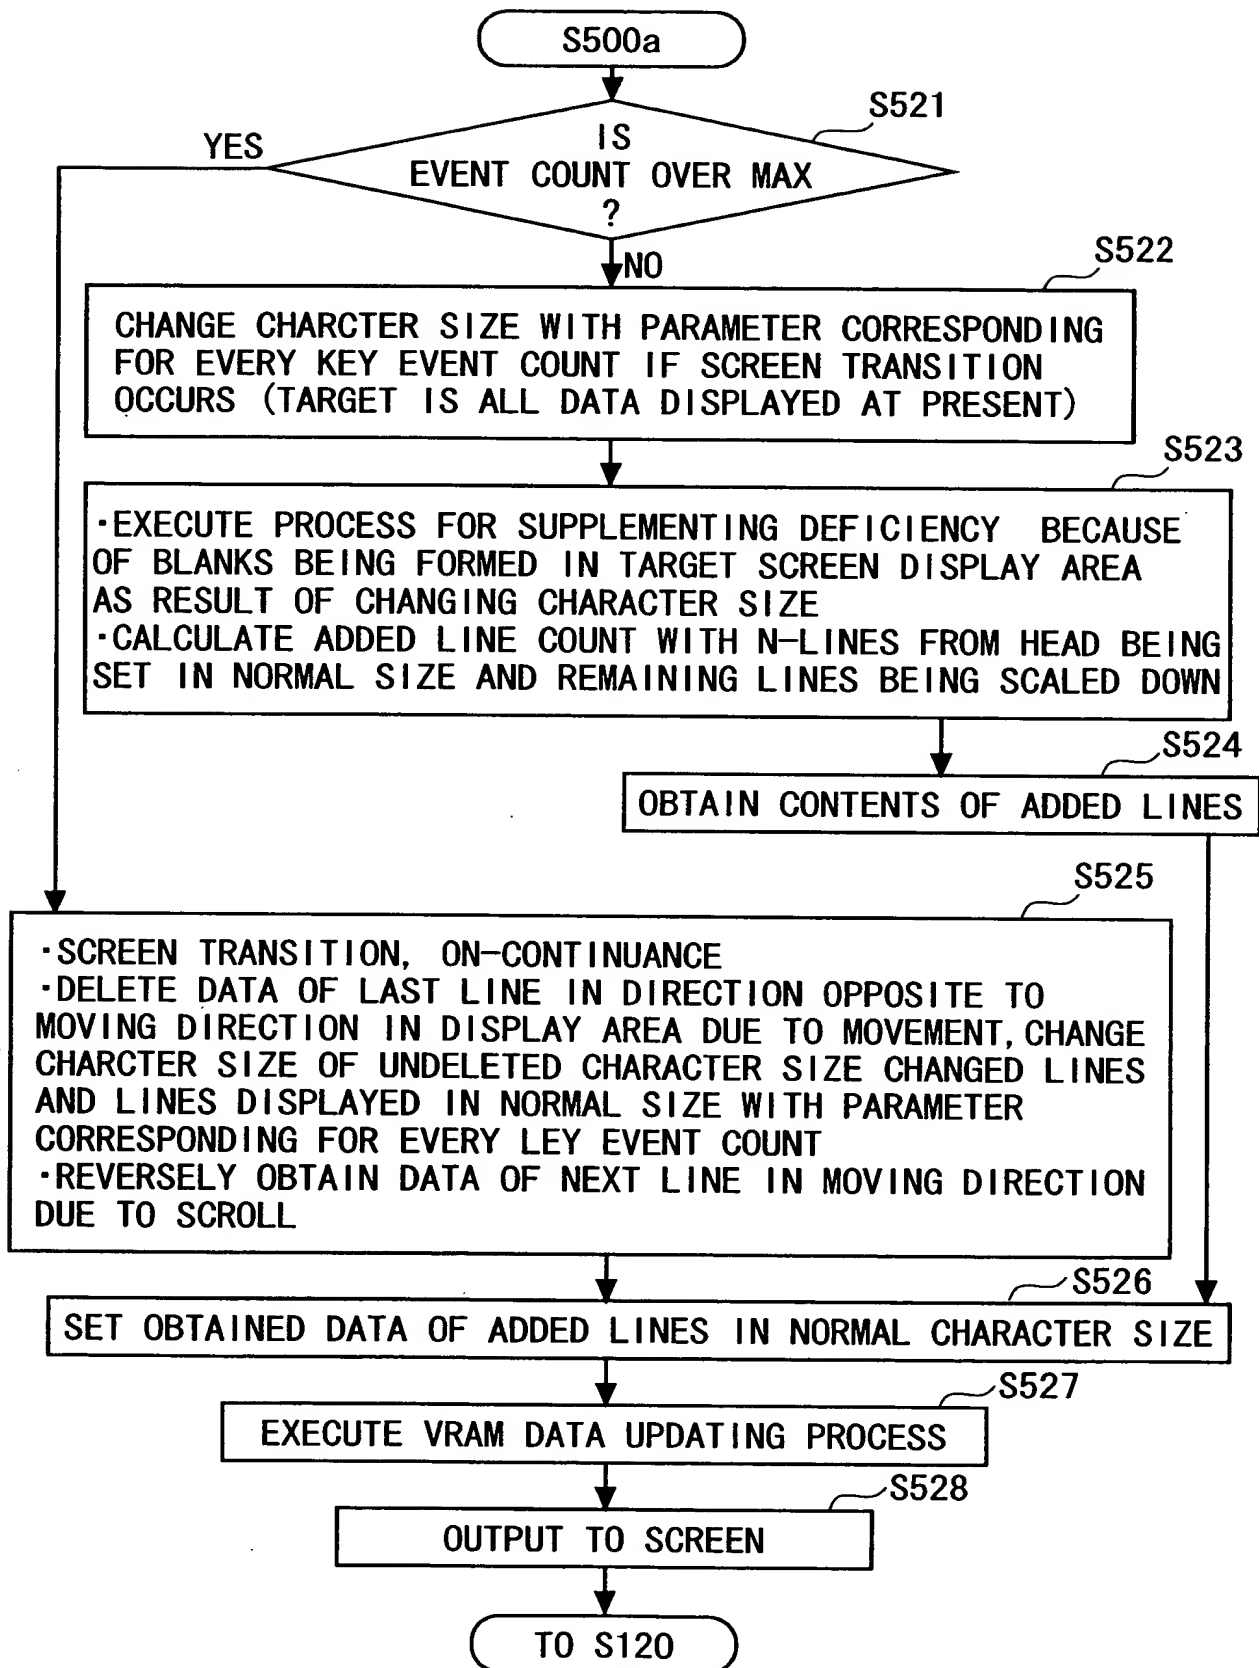 S500a
S521
YES
IS
EVENT COUNT OVER MAX
?
NO
S522
CHANGE CHARCTER SIZE WITH PARAMETER CORRESPONDING
FOR EVERY KEY EVENT COUNT IF SCREEN TRANSITION
OCCURS (TARGET IS ALL DATA DISPLAYED AT PRESENT)
S523
・EXECUTE PROCESS FOR SUPPLEMENTING DEFICIENCY BECAUSE
OF BLANKS BEING FORMED IN TARGET SCREEN DISPLAY AREA
AS RESULT OF CHANGING CHARACTER SIZE
・CALCULATE ADDED LINE COUNT WITH N-LINES FROM HEAD BEING
SET IN NORMAL SIZE AND REMAINING LINES BEING SCALED DOWN
S524
OBTAIN CONTENTS OF ADDED LINES
S525
・SCREEN TRANSITION, ON-CONTINUANCE
・DELETE DATA OF LAST LINE IN DIRECTION OPPOSITE TO
MOVING DIRECTION IN DISPLAY AREA DUE TO MOVEMENT, CHANGE
CHARCTER SIZE OF UNDELETED CHARACTER SIZE CHANGED LINES
AND LINES DISPLAYED IN NORMAL SIZE WITH PARAMETER
CORRESPONDING FOR EVERY LEY EVENT COUNT
・REVERSELY OBTAIN DATA OF NEXT LINE IN MOVING DIRECTION
DUE TO SCROLL
S526
SET OBTAINED DATA OF ADDED LINES IN NORMAL CHARACTER SIZE
S527
EXECUTE VRAM DATA UPDATING PROCESS
S528
OUTPUT TO SCREEN
TO S120